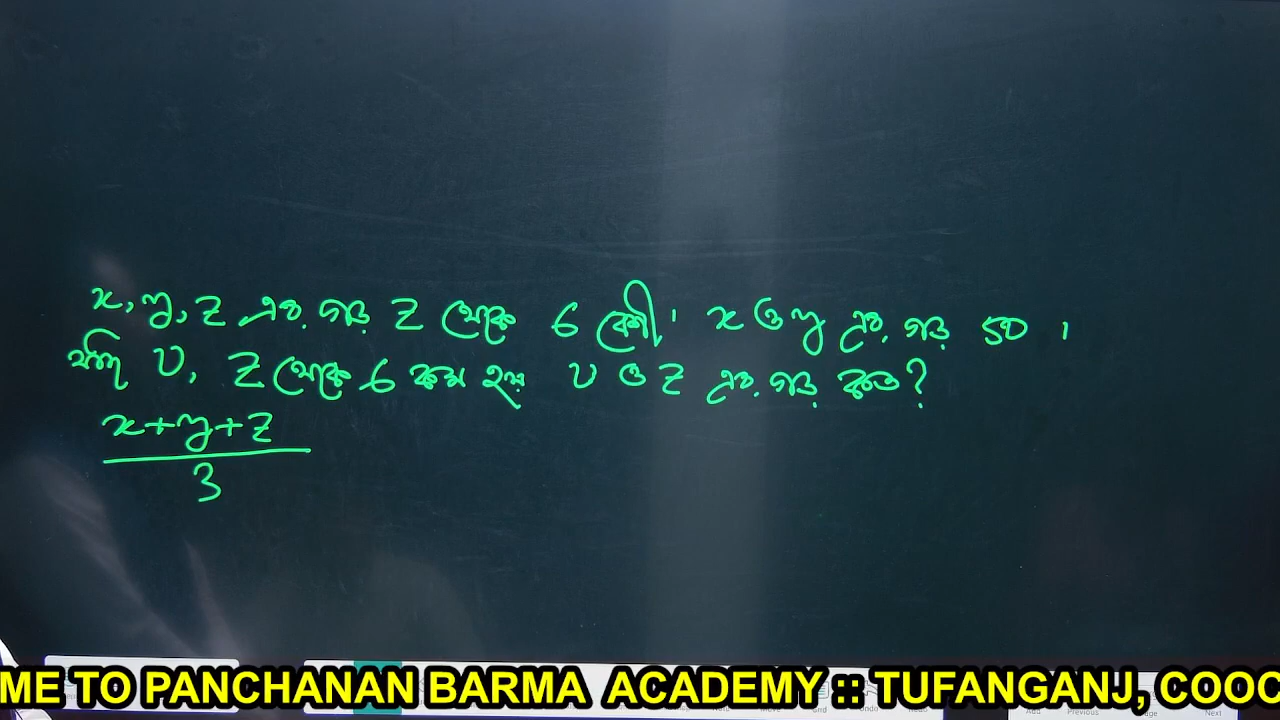 x, y, z এর গড় z থেকে 6 বেশী। x ও y এর গড় 50।
যদি v, z থেকে 6 কম হয় v ও z এর গড় কত?
x+y+z
3
ME TO PANCHANAN BARMA ACADEMY :: TUFANGANJ, COOC